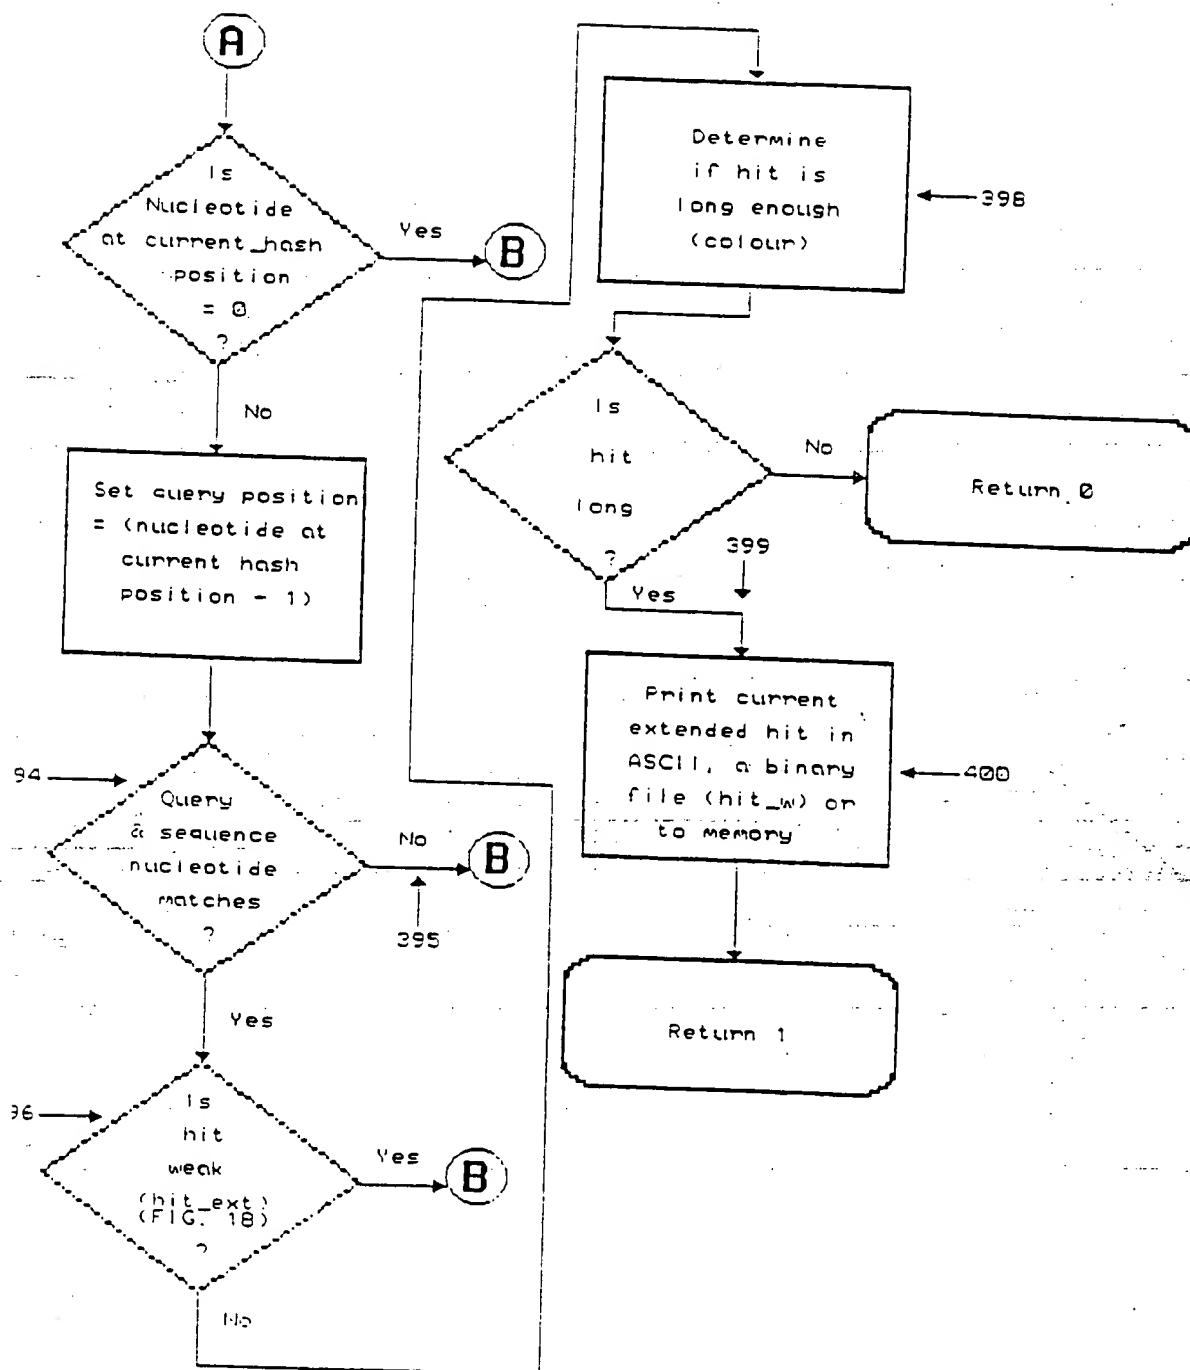 A
Is
Nucleotide
at current_hash
position
= 0
?
Yes
B
No
Set query position
= (nucleotide at
current hash
position - 1)
94
Query
& sequence
nucleotide
matches
?
No
B
395
Yes
96
Is
hit
weak
(hit_ext)
(FIG. 18)
?
Yes
B
No
Determine
if hit is
long enough
(colour)
398
Is
hit
long
?
No
Return 0
399
Yes
Print current
extended hit in
ASCII, a binary
file (hit_w) or
to memory
400
Return 1